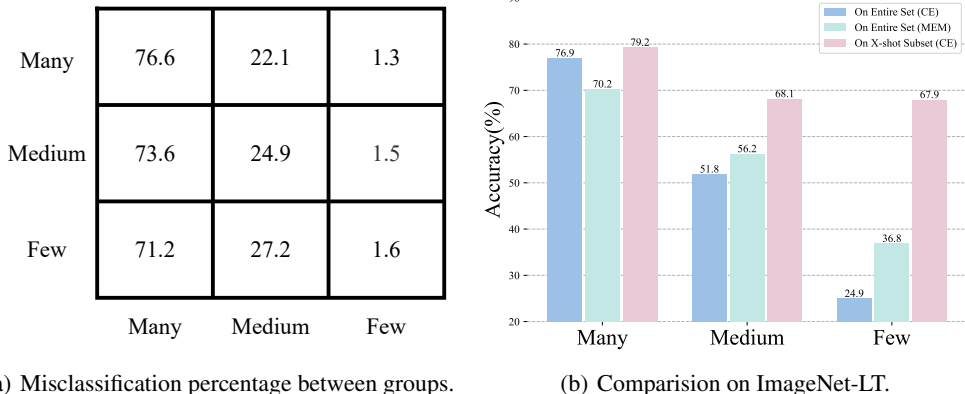 Many 76.6 22.1 1.3
Medium 73.6 24.9 1.5
Few 71.2 27.2 1.6
Many Medium Few
) Misclassification percentage between groups.
On Entire Set (CE)
On Entire Set (MEM)
On X-shot Subset (CE)
Accuracy(%)
80
70
60
50
40
30
20
76.9 70.2 79.2
51.8 56.2 68.1
24.9 36.8 67.9
Many Medium Few
(b) Comparision on ImageNet-LT.